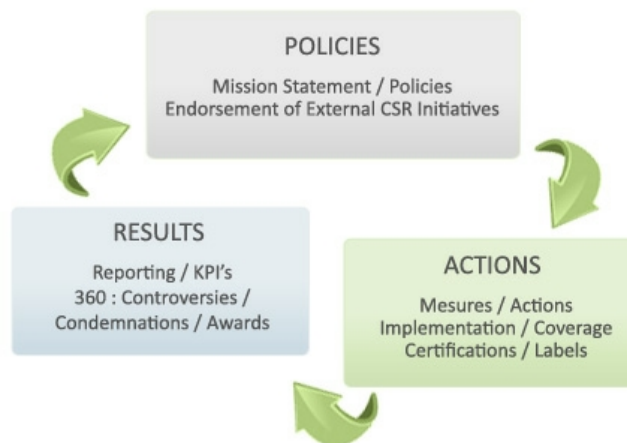 POLICIES
Mission Statement / Policies
Endorsement of External CSR Initiatives
RESULTS
Reporting / KPI's
360 : Controversies /
Condemnations / Awards
ACTIONS
Mesures / Actions
Implementation / Coverage
Certifications / Labels